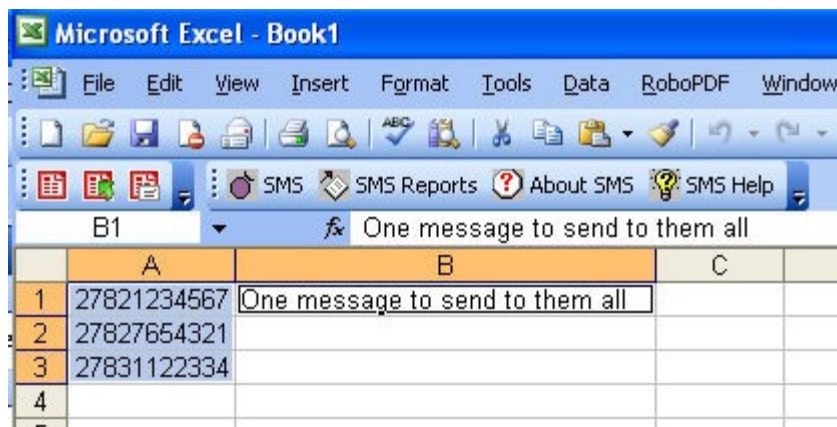 Microsoft Excel - Book1
File Edit View Insert Format Tools Data RoboPDF Window
ABC
SMS SMS Reports ? About SMS ? SMS Help
B1 fx One message to send to them all
A B C
1 27821234567 One message to send to them all
2 27827654321
3 27831122334
4